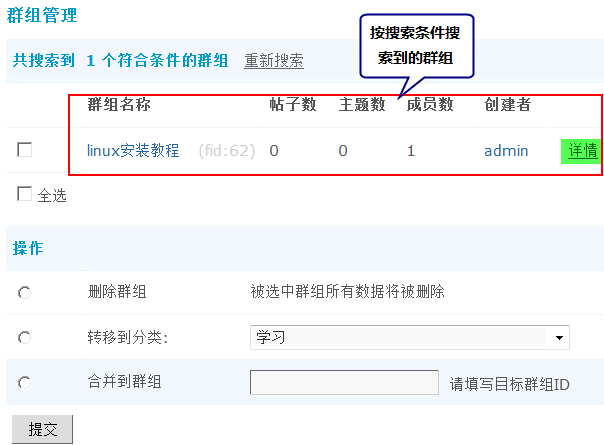 群组管理
按搜索条件搜
索到的群组
共搜索到 1 个符合条件的群组 重新搜索
群组名称 帖子数 主题数 成员数 创建者
linux安装教程 (fid:62) 0 0 1 admin 详情
全选
操作
删除群组 被选中群组所有数据将被删除
转移到分类: 学习
合并到群组 请填写目标群组ID
提交